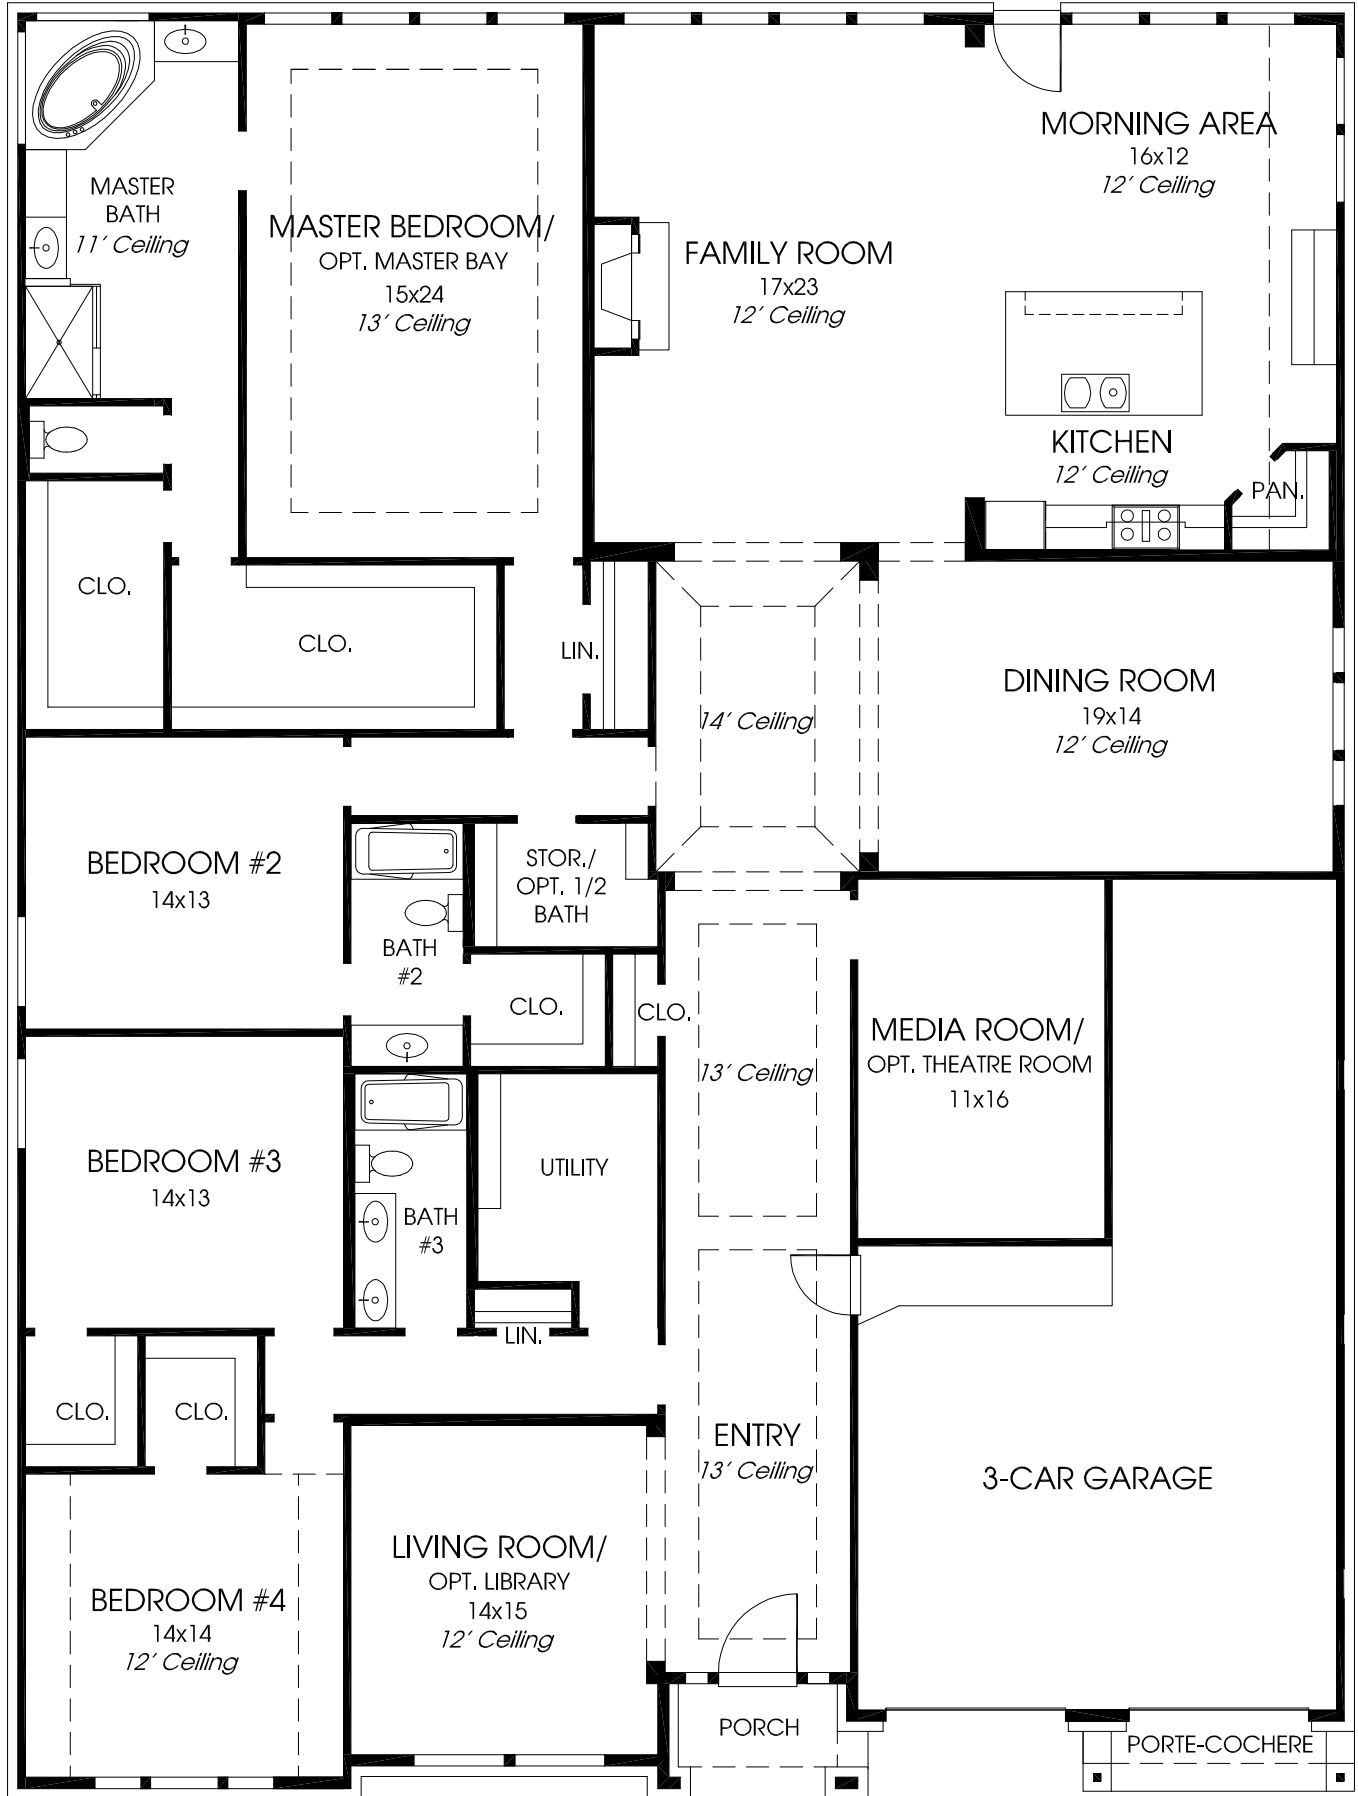 MASTER
BATH
11' Ceiling
MASTER BEDROOM/
OPT. MASTER BAY
15x24
13' Ceiling
FAMILY ROOM
17x23
12' Ceiling
MORNING AREA
16x12
12' Ceiling
KITCHEN
12' Ceiling
PAN.
CLO.
CLO.
LIN.
14' Ceiling
DINING ROOM
19x14
12' Ceiling
BEDROOM #2
14x13
STOR./
OPT. 1/2
BATH
BATH
#2
CLO.
CLO.
13' Ceiling
MEDIA ROOM/
OPT. THEATRE ROOM
11x16
BEDROOM #3
14x13
BATH
#3
UTILITY
LIN.
CLO.
CLO.
ENTRY
13' Ceiling
3-CAR GARAGE
LIVING ROOM/
OPT. LIBRARY
14x15
12' Ceiling
BEDROOM #4
14x14
12' Ceiling
PORCH
PORTE-COCHERE